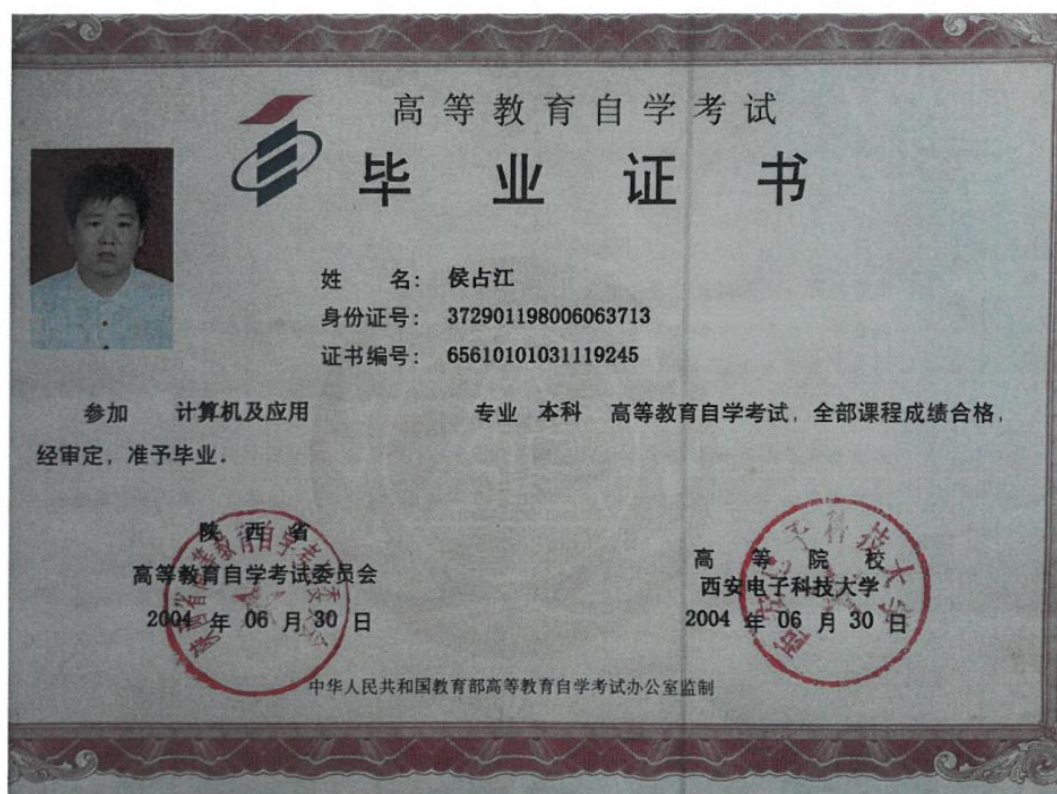 高等教育自学考试
毕业证书
姓 名: 侯占江
身份证号: 372901198006063713
证书编号: 65610101031119245
参加 计算机及应用 专业 本科 高等教育自学考试, 全部课程成绩合格,
经审定, 准予毕业.
陕西省
高等教育自学考试委员会
2004 年 06 月 30 日
高等院校
西安电子科技大学
2004 年 06 月 30 日
中华人民共和国教育部高等教育自学考试办公室监制